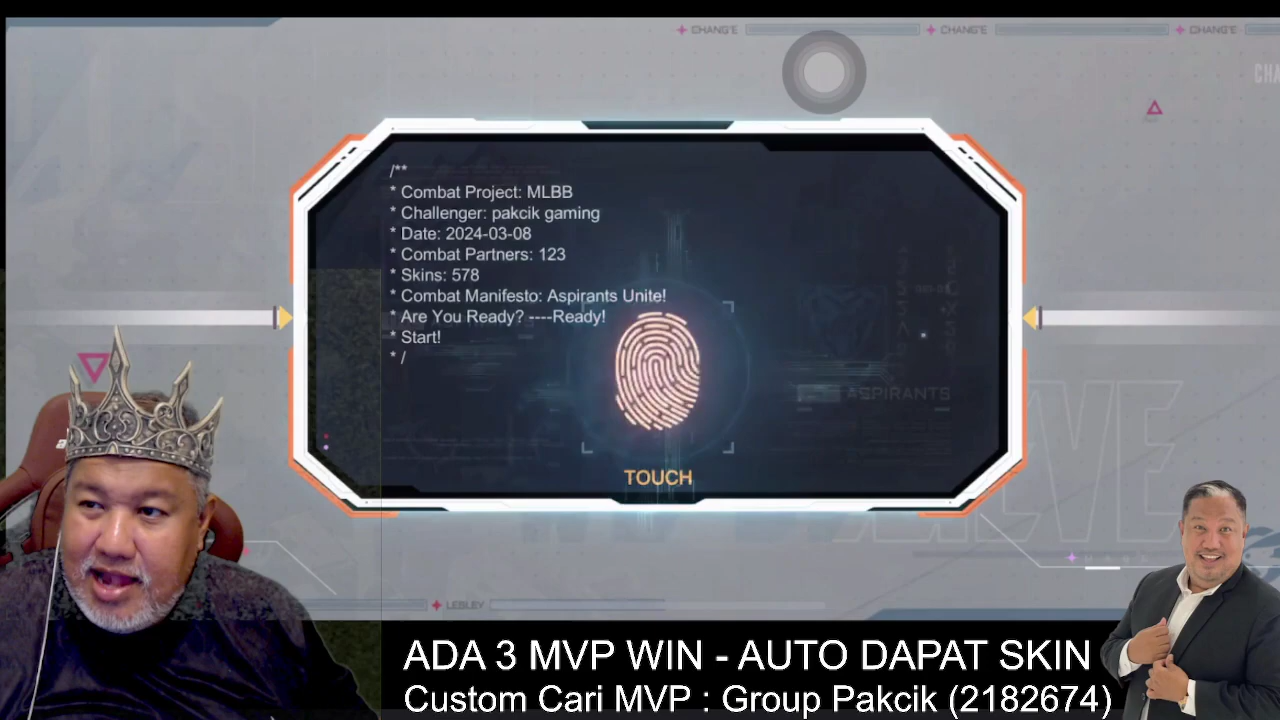 CHANG'E
CHANG'E
CHANG'E
CHA
/**
* Combat Project: MLBB
* Challenger: pakcik gaming
* Date: 2024-03-08
* Combat Partners: 123
* Skins: 578
* Combat Manifesto: Aspirants Unite!
* Are You Ready? ----Ready!
* Start!
* /
ASPIRANTS
TOUCH
LESLEY
ADA 3 MVP WIN - AUTO DAPAT SKIN
Custom Cari MVP : Group Pakcik (2182674)